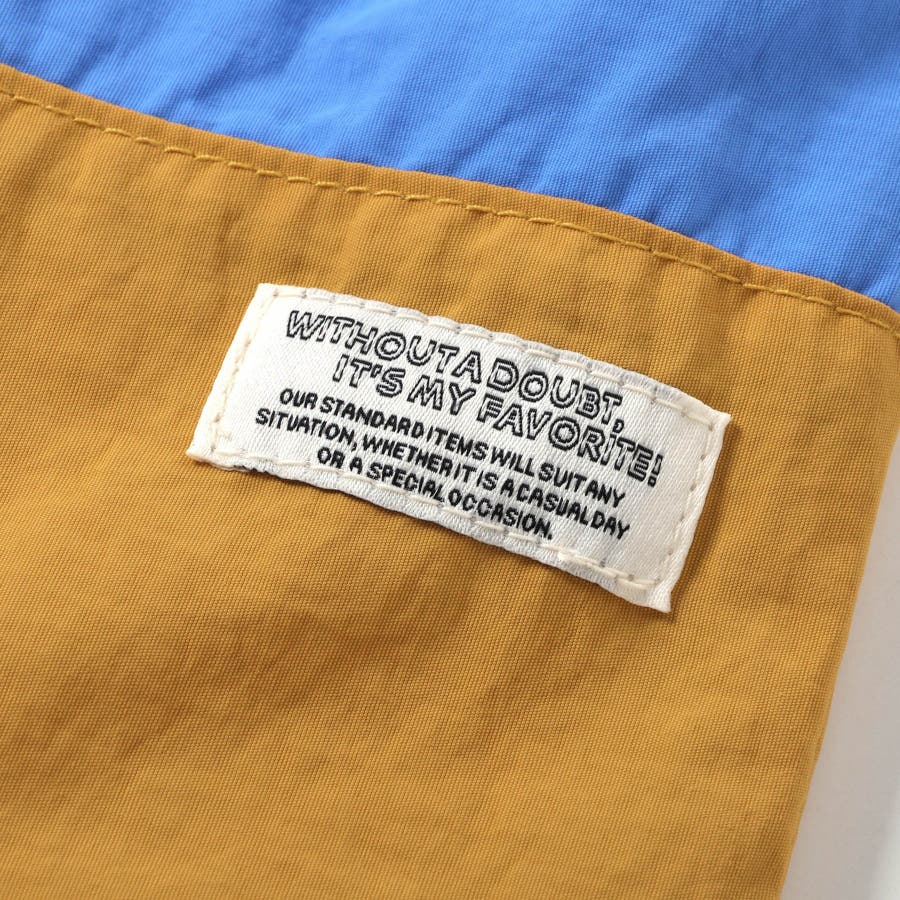 WITHOUT A DOUBT,
IT'S MY FAVORITE!
OUR STANDARD ITEMS WILL SUIT ANY
SITUATION, WHETHER IT IS A CASUAL DAY
OR A SPECIAL OCCASION.